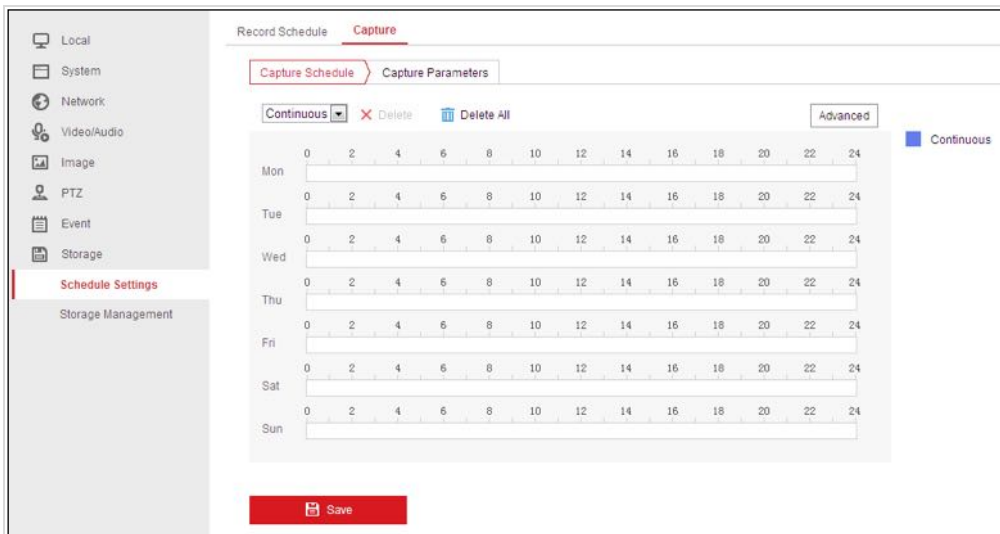 Record Schedule Capture
Local
System
Network
Video/Audio
Image
PTZ
Event
Storage
Schedule Settings
Storage Management
Capture Schedule Capture Parameters
Continuous Delete Delete All Advanced
Continuous
0 2 4 6 8 10 12 14 16 18 20 22 24
Mon
0 2 4 6 8 10 12 14 16 18 20 22 24
Tue
0 2 4 6 8 10 12 14 16 18 20 22 24
Wed
0 2 4 6 8 10 12 14 16 18 20 22 24
Thu
0 2 4 6 8 10 12 14 16 18 20 22 24
Fri
0 2 4 6 8 10 12 14 16 18 20 22 24
Sat
0 2 4 6 8 10 12 14 16 18 20 22 24
Sun
Save